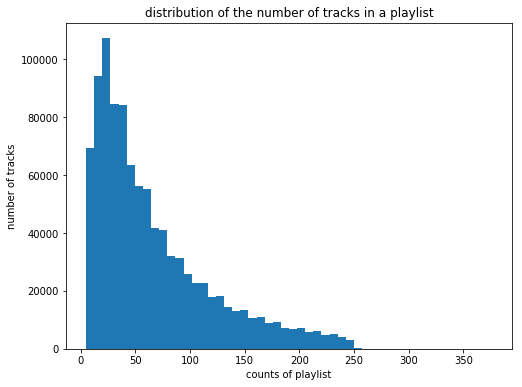 distribution of the number of tracks in a playlist
number of tracks
100000
80000
60000
40000
20000
0
0 50 100 150 200 250 300 350
counts of playlist